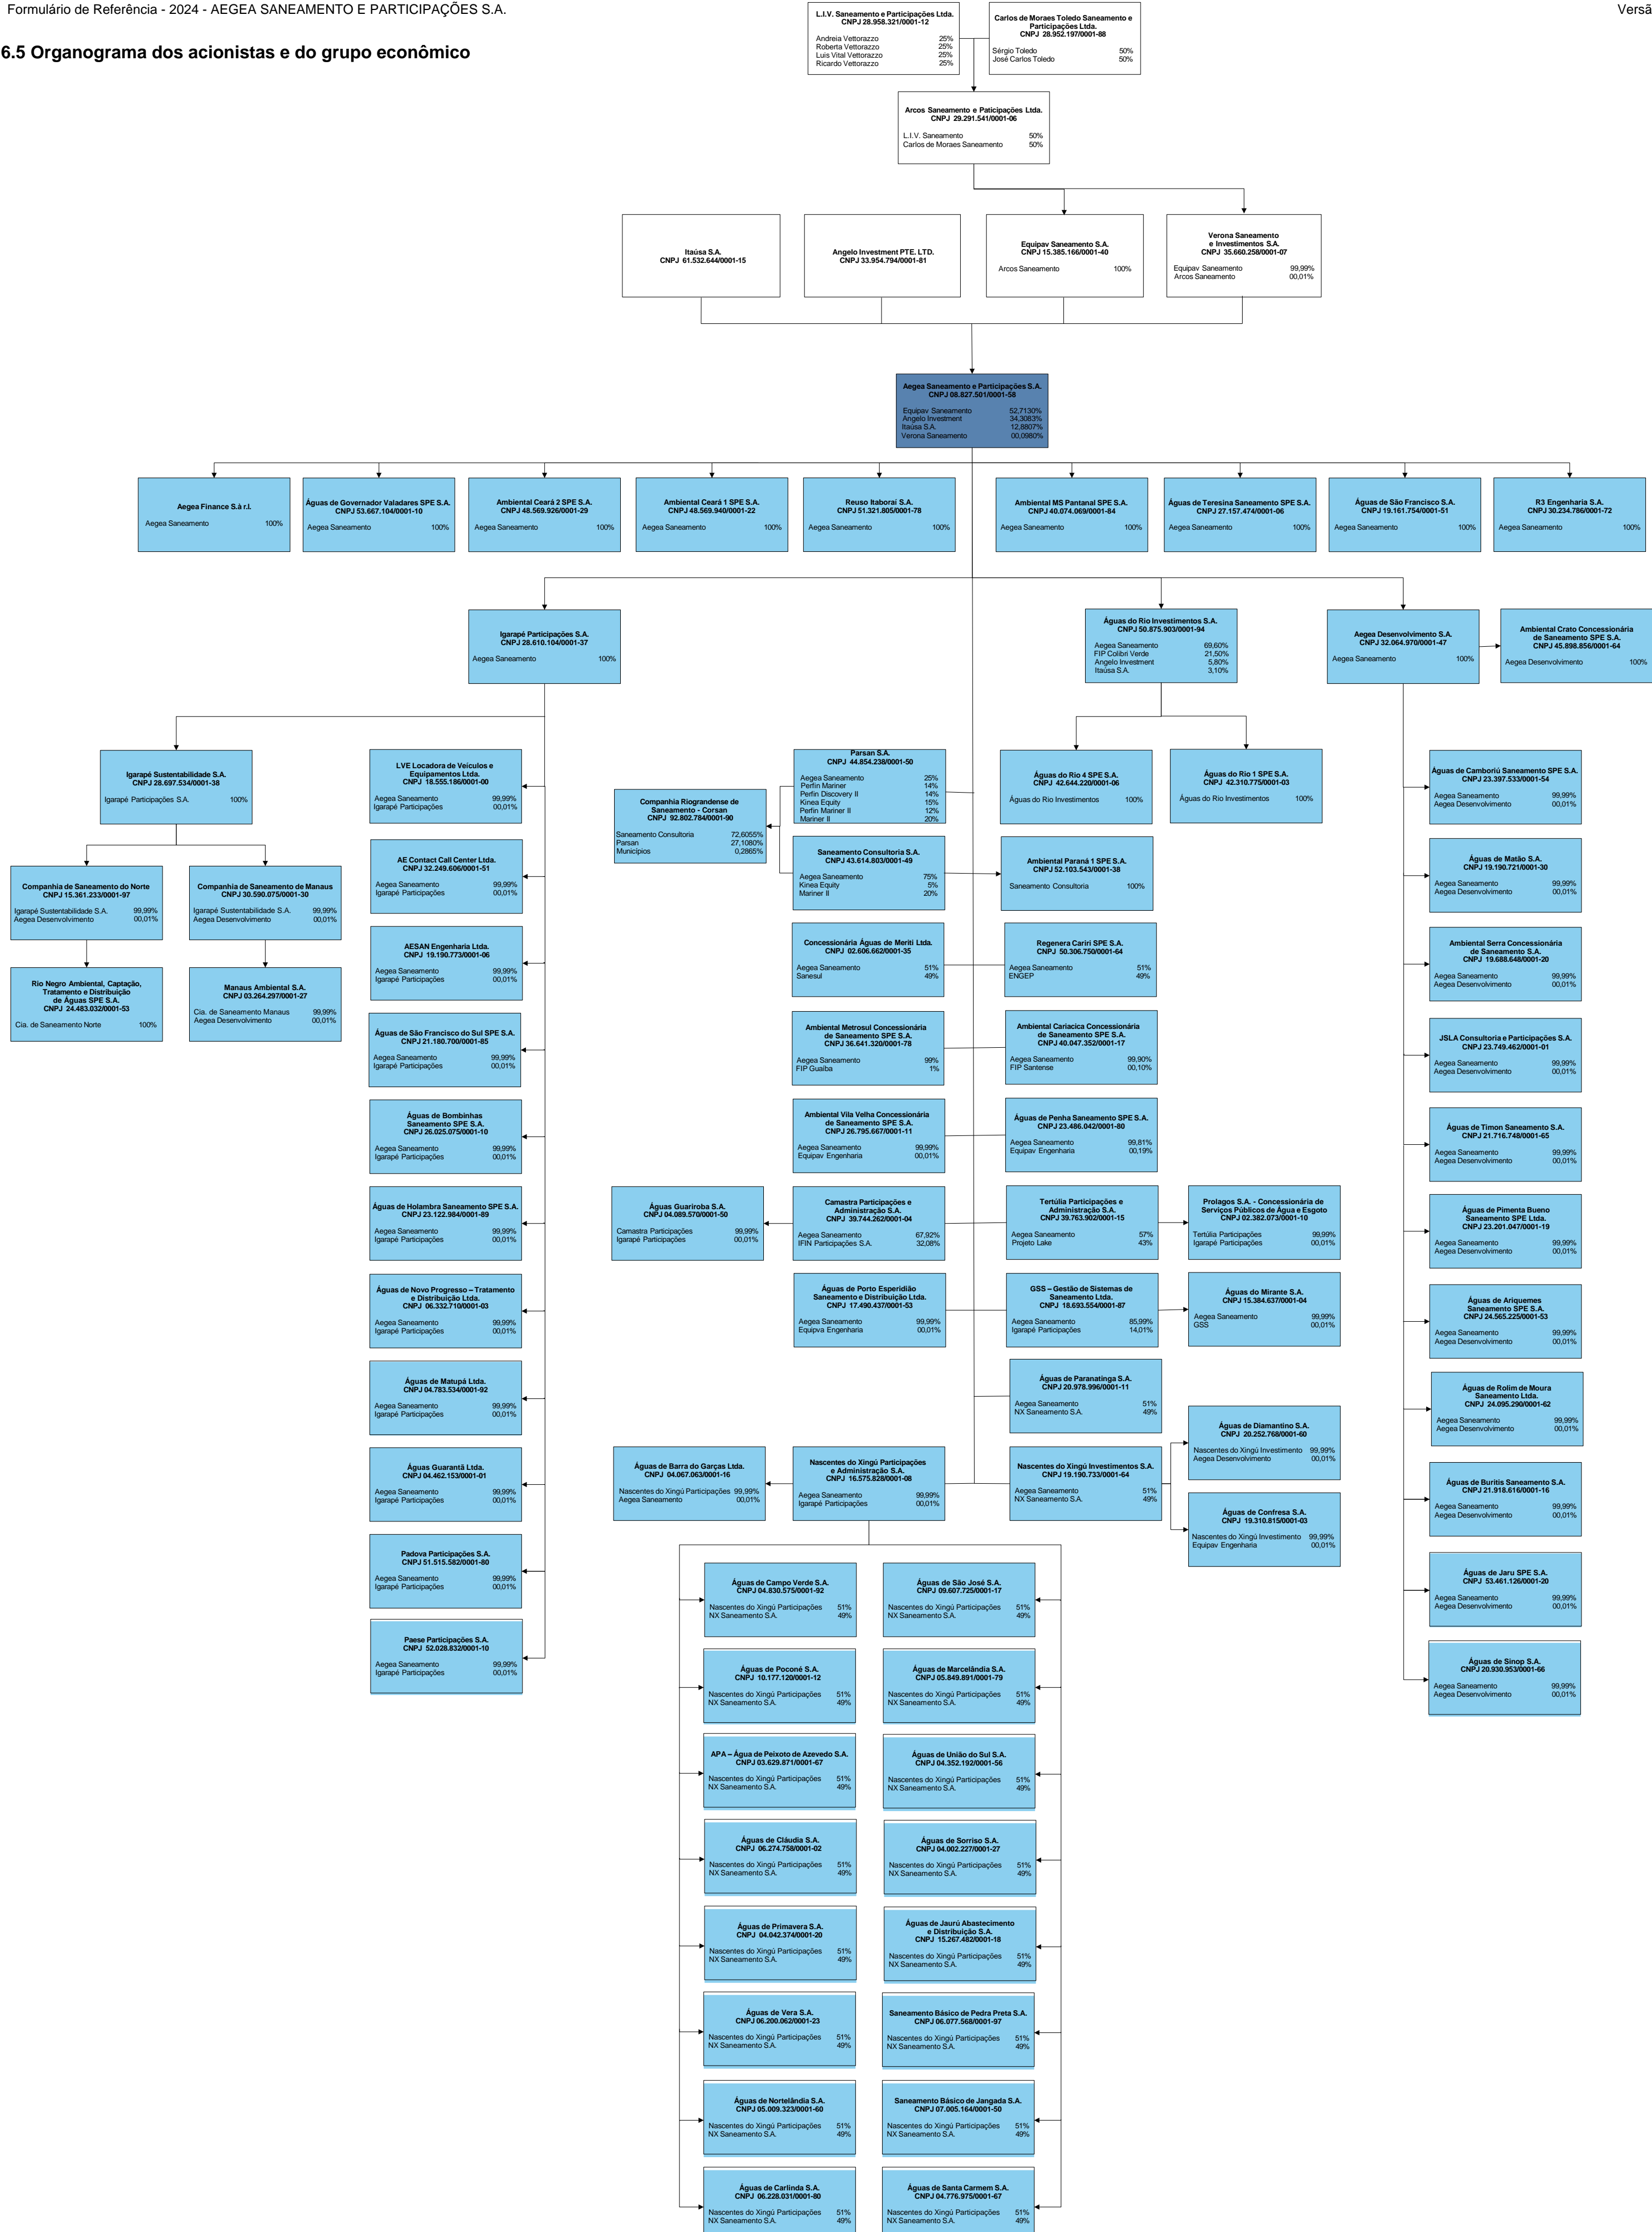 Formulário de Referência - 2024 - AEGEA SANEAMENTO E PARTICIPAÇÕES S.A.
Versã
6.5 Organograma dos acionistas e do grupo econômico
L.I.V. Saneamento e Participações Ltda.
CNPJ 28.958.321/0001-12
Andreia Vettorazzo 25%
Roberta Vettorazzo 25%
Luis Vital Vettorazzo 25%
Ricardo Vettorazzo 25%
Carlos de Moraes Toledo Saneamento e
Participações Ltda.
CNPJ 28.952.197/0001-88
Sérgio Toledo 50%
José Carlos Toledo 50%
Arcos Saneamento e Paticipações Ltda.
CNPJ 29.291.541/0001-06
L.I.V. Saneamento 50%
Carlos de Moraes Saneamento 50%
Itaúsa S.A.
CNPJ 61.532.644/0001-15
Angelo Investment PTE. LTD.
CNPJ 33.954.794/0001-81
Equipav Saneamento S.A.
CNPJ 15.385.166/0001-40
Arcos Saneamento 100%
Verona Saneamento
e Investimentos S.A.
CNPJ 35.660.258/0001-07
Equipav Saneamento 99,99%
Arcos Saneamento 00,01%
Aegea Saneamento e Participações S.A.
CNPJ 08.827.501/0001-58
Equipav Saneamento 52,7130%
Angelo Investment 34,3083%
Itaúsa S.A. 12,8807%
Verona Saneamento 00,0980%
Aegea Finance S.à r.l.
Aegea Saneamento 100%
Águas de Governador Valadares SPE S.A.
CNPJ 53.667.104/0001-10
Aegea Saneamento 100%
Ambiental Ceará 2 SPE S.A.
CNPJ 48.569.926/0001-29
Aegea Saneamento 100%
Ambiental Ceará 1 SPE S.A.
CNPJ 48.569.940/0001-22
Aegea Saneamento 100%
Reuso Itaboraí S.A.
CNPJ 51.321.805/0001-78
Aegea Saneamento 100%
Ambiental MS Pantanal SPE S.A.
CNPJ 40.074.069/0001-84
Aegea Saneamento 100%
Águas de Teresina Saneamento SPE S.A.
CNPJ 27.157.474/0001-06
Aegea Saneamento 100%
Águas de São Francisco S.A.
CNPJ 19.161.754/0001-51
Aegea Saneamento 100%
R3 Engenharia S.A.
CNPJ 30.234.786/0001-72
Aegea Saneamento 100%
Igarapé Participações S.A.
CNPJ 28.610.104/0001-37
Aegea Saneamento 100%
Águas do Rio Investimentos S.A.
CNPJ 50.875.903/0001-94
Aegea Saneamento 69,60%
FIP Colibri Verde 21,50%
Angelo Investment 5,80%
Itaúsa S.A. 3,10%
Aegea Desenvolvimento S.A.
CNPJ 32.064.970/0001-47
Aegea Saneamento 100%
Ambiental Crato Concessionária
de Saneamento SPE S.A.
CNPJ 45.898.856/0001-64
Aegea Desenvolvimento 100%
Igarapé Sustentabilidade S.A.
CNPJ 28.697.534/0001-38
Igarapé Participações S.A. 100%
Companhia de Saneamento do Norte
CNPJ 15.361.233/0001-97
Igarapé Sustentabilidade S.A. 99,99%
Aegea Desenvolvimento 00,01%
Companhia de Saneamento de Manaus
CNPJ 30.590.075/0001-30
Igarapé Sustentabilidade S.A. 99,99%
Aegea Desenvolvimento 00,01%
Rio Negro Ambiental, Captação,
Tratamento e Distribuição
de Águas SPE S.A.
CNPJ 24.483.032/0001-53
Cia. de Saneamento Norte 100%
Manaus Ambiental S.A.
CNPJ 03.264.297/0001-27
Cia. de Saneamento Manaus 99,99%
Aegea Desenvolvimento 00,01%
LVE Locadora de Veículos e
Equipamentos Ltda.
CNPJ 18.555.186/0001-00
Aegea Saneamento 99,99%
Igarapé Participações 00,01%
AE Contact Call Center Ltda.
CNPJ 32.249.606/0001-51
Aegea Saneamento 99,99%
Igarapé Participações 00,01%
AESAN Engenharia Ltda.
CNPJ 19.190.773/0001-06
Aegea Saneamento 99,99%
Igarapé Participações 00,01%
Águas de São Francisco do Sul SPE S.A.
CNPJ 21.180.700/0001-85
Aegea Saneamento 99,99%
Igarapé Participações 00,01%
Águas de Bombinhas
Saneamento SPE S.A.
CNPJ 26.025.075/0001-10
Aegea Saneamento 99,99%
Igarapé Participações 00,01%
Águas de Holambra Saneamento SPE S.A.
CNPJ 23.122.984/0001-89
Aegea Saneamento 99,99%
Igarapé Participações 00,01%
Águas de Novo Progresso – Tratamento
e Distribuição Ltda.
CNPJ 06.332.710/0001-03
Aegea Saneamento 99,99%
Igarapé Participações 00,01%
Águas de Matupá Ltda.
CNPJ 04.783.534/0001-92
Aegea Saneamento 99,99%
Igarapé Participações 00,01%
Águas Guarantã Ltda.
CNPJ 04.462.153/0001-01
Aegea Saneamento 99,99%
Igarapé Participações 00,01%
Padova Participações S.A.
CNPJ 51.515.582/0001-80
Aegea Saneamento 99,99%
Igarapé Participações 00,01%
Paese Participações S.A.
CNPJ 52.028.832/0001-10
Aegea Saneamento 99,99%
Igarapé Participações 00,01%
Companhia Riograndense de
Saneamento - Corsan
CNPJ 92.802.784/0001-90
Saneamento Consultoria 72,6055%
Parsan 27,1080%
Municípios 0,2865%
Parsan S.A.
CNPJ 44.854.238/0001-50
Aegea Saneamento 25%
Perfin Mariner 14%
Perfin Discovery II 14%
Kinea Equity 15%
Perfin Mariner II 12%
Mariner II 20%
Saneamento Consultoria S.A.
CNPJ 43.614.803/0001-49
Aegea Saneamento 75%
Kinea Equity 5%
Mariner II 20%
Águas do Rio 4 SPE S.A.
CNPJ 42.644.220/0001-06
Águas do Rio Investimentos 100%
Águas do Rio 1 SPE S.A.
CNPJ 42.310.775/0001-03
Águas do Rio Investimentos 100%
Ambiental Paraná 1 SPE S.A.
CNPJ 52.103.543/0001-38
Saneamento Consultoria 100%
Concessionária Águas de Meriti Ltda.
CNPJ 02.606.662/0001-35
Aegea Saneamento 51%
Sanesul 49%
Regenera Cariri SPE S.A.
CNPJ 50.306.750/0001-64
Aegea Saneamento 51%
ENGEP 49%
Ambiental Metrosul Concessionária
de Saneamento SPE S.A.
CNPJ 36.641.320/0001-78
Aegea Saneamento 99%
FIP Guaíba 1%
Ambiental Cariacica Concessionária
de Saneamento SPE S.A.
CNPJ 40.047.352/0001-17
Aegea Saneamento 99,90%
FIP Santense 00,10%
Ambiental Vila Velha Concessionária
de Saneamento SPE S.A.
CNPJ 26.795.667/0001-11
Aegea Saneamento 99,99%
Equipav Engenharia 00,01%
Águas de Penha Saneamento SPE S.A.
CNPJ 23.486.042/0001-80
Aegea Saneamento 99,81%
Equipav Engenharia 00,19%
Águas Guariroba S.A.
CNPJ 04.089.570/0001-50
Camastra Participações 99,99%
Igarapé Participações 00,01%
Camastra Participações e
Administração S.A.
CNPJ 39.744.262/0001-04
Aegea Saneamento 67,92%
IFIN Participações S.A. 32,08%
Tertúlia Participações e
Administração S.A.
CNPJ 39.763.902/0001-15
Aegea Saneamento 57%
Projeto Lake 43%
Prolagos S.A. - Concessionária de
Serviços Públicos de Água e Esgoto
CNPJ 02.382.073/0001-10
Tertúlia Participações 99,99%
Igarapé Participações 00,01%
Águas de Porto Esperidião
Saneamento e Distribuição Ltda.
CNPJ 17.490.437/0001-53
Aegea Saneamento 99,99%
Equipva Engenharia 00,01%
GSS – Gestão de Sistemas de
Saneamento Ltda.
CNPJ 18.693.554/0001-87
Aegea Saneamento 85,99%
Igarapé Participações 14,01%
Águas do Mirante S.A.
CNPJ 15.384.637/0001-04
Aegea Saneamento 99,99%
GSS 00,01%
Águas de Paranatinga S.A.
CNPJ 20.978.996/0001-11
Aegea Saneamento 51%
NX Saneamento S.A. 49%
Águas de Barra do Garças Ltda.
CNPJ 04.067.063/0001-16
Nascentes do Xingú Participações 99,99%
Aegea Saneamento 00,01%
Nascentes do Xingú Participações
e Administração S.A.
CNPJ 16.575.828/0001-08
Aegea Saneamento 99,99%
Igarapé Participações 00,01%
Nascentes do Xingú Investimentos S.A.
CNPJ 19.190.733/0001-64
Aegea Saneamento 51%
NX Saneamento S.A. 49%
Águas de Diamantino S.A.
CNPJ 20.252.768/0001-60
Nascentes do Xingú Investimento 99,99%
Aegea Desenvolvimento 00,01%
Águas de Confresa S.A.
CNPJ 19.310.815/0001-03
Nascentes do Xingú Investimento 99,99%
Equipav Engenharia 00,01%
Águas de Campo Verde S.A.
CNPJ 04.830.575/0001-92
Nascentes do Xingú Participações 51%
NX Saneamento S.A. 49%
Águas de São José S.A.
CNPJ 09.607.725/0001-17
Nascentes do Xingú Participações 51%
NX Saneamento S.A. 49%
Águas de Poconé S.A.
CNPJ 10.177.120/0001-12
Nascentes do Xingú Participações 51%
NX Saneamento S.A. 49%
Águas de Marcelândia S.A.
CNPJ 05.849.891/0001-79
Nascentes do Xingú Participações 51%
NX Saneamento S.A. 49%
APA – Água de Peixoto de Azevedo S.A.
CNPJ 03.629.871/0001-67
Nascentes do Xingú Participações 51%
NX Saneamento S.A. 49%
Águas de União do Sul S.A.
CNPJ 04.352.192/0001-56
Nascentes do Xingú Participações 51%
NX Saneamento S.A. 49%
Águas de Cláudia S.A.
CNPJ 06.274.758/0001-02
Nascentes do Xingú Participações 51%
NX Saneamento S.A. 49%
Águas de Sorriso S.A.
CNPJ 04.002.227/0001-27
Nascentes do Xingú Participações 51%
NX Saneamento S.A. 49%
Águas de Primavera S.A.
CNPJ 04.042.374/0001-20
Nascentes do Xingú Participações 51%
NX Saneamento S.A. 49%
Águas de Jaurú Abastecimento
e Distribuição S.A.
CNPJ 15.267.482/0001-18
Nascentes do Xingú Participações 51%
NX Saneamento S.A. 49%
Águas de Vera S.A.
CNPJ 06.200.062/0001-23
Nascentes do Xingú Participações 51%
NX Saneamento S.A. 49%
Saneamento Básico de Pedra Preta S.A.
CNPJ 06.077.568/0001-97
Nascentes do Xingú Participações 51%
NX Saneamento S.A. 49%
Águas de Nortelândia S.A.
CNPJ 05.009.323/0001-60
Nascentes do Xingú Participações 51%
NX Saneamento S.A. 49%
Saneamento Básico de Jangada S.A.
CNPJ 07.005.164/0001-50
Nascentes do Xingú Participações 51%
NX Saneamento S.A. 49%
Águas de Carlinda S.A.
CNPJ 06.228.031/0001-80
Nascentes do Xingú Participações 51%
NX Saneamento S.A. 49%
Águas de Santa Carmem S.A.
CNPJ 04.776.975/0001-67
Nascentes do Xingú Participações 51%
NX Saneamento S.A. 49%
Águas de Camboriú Saneamento SPE S.A.
CNPJ 23.397.533/0001-54
Aegea Saneamento 99,99%
Aegea Desenvolvimento 00,01%
Águas de Matão S.A.
CNPJ 19.190.721/0001-30
Aegea Saneamento 99,99%
Aegea Desenvolvimento 00,01%
Ambiental Serra Concessionária
de Saneamento S.A.
CNPJ 19.688.648/0001-20
Aegea Saneamento 99,99%
Aegea Desenvolvimento 00,01%
JSLA Consultoria e Participações S.A.
CNPJ 23.749.462/0001-01
Aegea Saneamento 99,99%
Aegea Desenvolvimento 00,01%
Águas de Timon Saneamento S.A.
CNPJ 21.716.748/0001-65
Aegea Saneamento 99,99%
Aegea Desenvolvimento 00,01%
Águas de Pimenta Bueno
Saneamento SPE Ltda.
CNPJ 23.201.047/0001-19
Aegea Saneamento 99,99%
Aegea Desenvolvimento 00,01%
Águas de Ariquemes
Saneamento SPE S.A.
CNPJ 24.565.225/0001-53
Aegea Saneamento 99,99%
Aegea Desenvolvimento 00,01%
Águas de Rolim de Moura
Saneamento Ltda.
CNPJ 24.095.290/0001-62
Aegea Saneamento 99,99%
Aegea Desenvolvimento 00,01%
Águas de Buritis Saneamento S.A.
CNPJ 21.918.616/0001-16
Aegea Saneamento 99,99%
Aegea Desenvolvimento 00,01%
Águas de Jaru SPE S.A.
CNPJ 53.461.126/0001-20
Aegea Saneamento 99,99%
Aegea Desenvolvimento 00,01%
Águas de Sinop S.A.
CNPJ 20.930.953/0001-66
Aegea Saneamento 99,99%
Aegea Desenvolvimento 00,01%